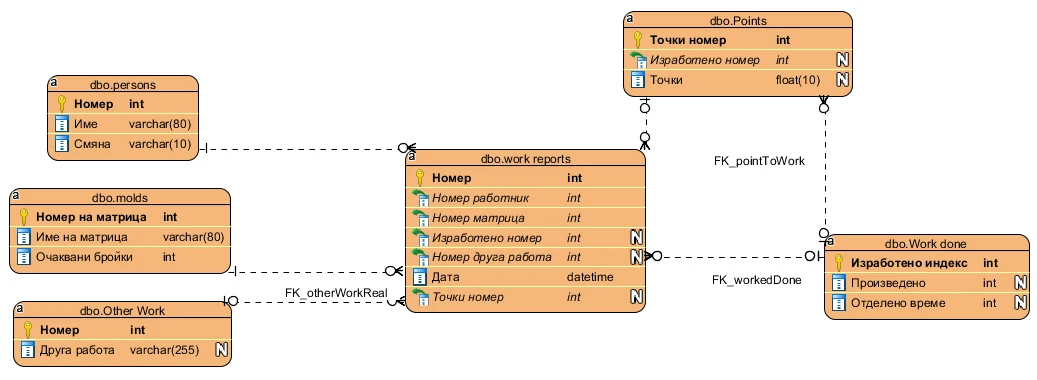 a dbo.Points
Точки номер int
Изработено номер int N
Точки float(10) N
a dbo.persons
Номер int
Име varchar(80)
Смяна varchar(10)
a dbo.work reports
Номер int
Номер работник int
Номер матрица int
Изработено номер int N
Номер друга работа int N
Дата datetime
Точки номер int N
FK_pointToWork
a dbo.molds
Номер на матрица int
Име на матрица varchar(80)
Очаквани бройки int
a dbo.Work done
Изработено индекс int
Произведено int N
Отделено време int N
FK_workedDone
FK_otherWorkReal
a dbo.Other Work
Номер int
Друга работа varchar(255) N